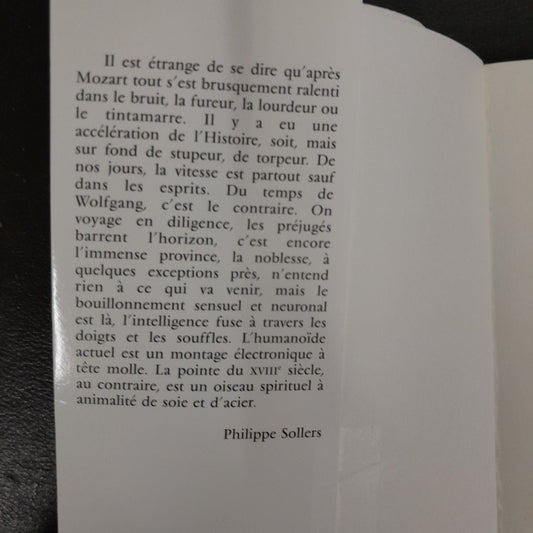 Il est étrange de se dire qu'après
Mozart tout s'est brusquement ralenti
dans le bruit, la fureur, la lourdeur ou
le tintamarre. Il y a eu une
accélération de l'Histoire, soit, mais
sur fond de stupeur, de torpeur. De
nos jours, la vitesse est partout sauf
dans les esprits. Du temps de
Wolfgang, c'est le contraire. On
voyage en diligence, les préjugés
barrent l'horizon, c'est encore
l'immense province, la noblesse, à
quelques exceptions près, n'entend
rien à ce qui va venir, mais le
bouillonnement sensuel et neuronal
est là, l'intelligence fuse à travers les
doigts et les souffles. L'humanoïde
actuel est un montage électronique à
tête molle. La pointe du XVIIIe siècle,
au contraire, est un oiseau spirituel à
animalité de soie et d'acier.
Philippe Sollers